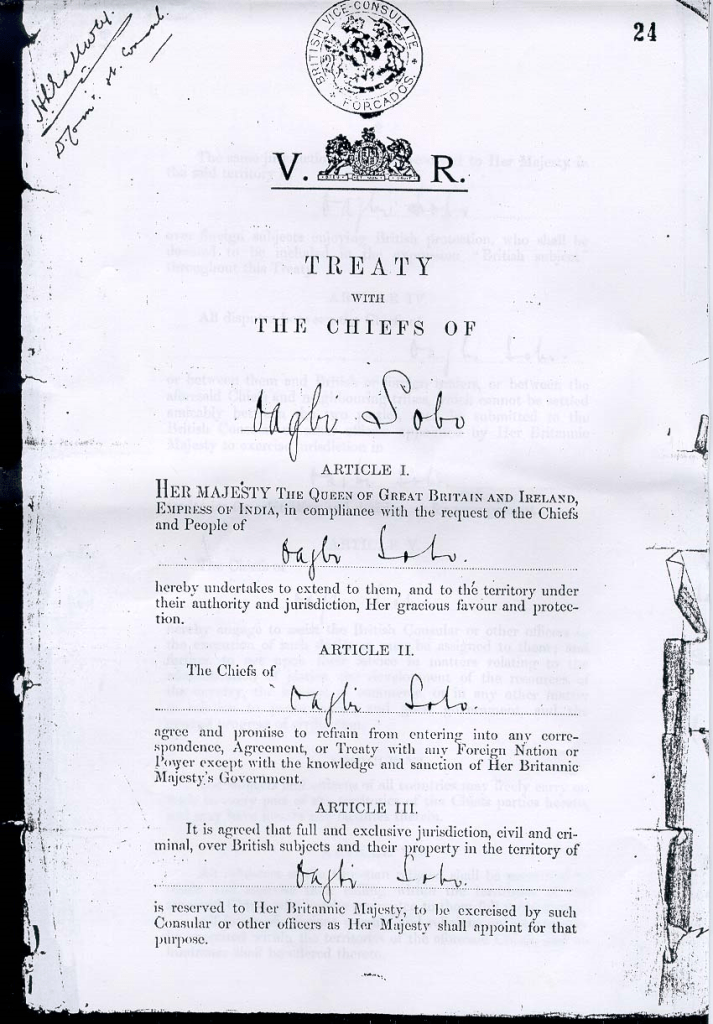 24
BRITISH VICE-CONSULATE
FORCADOS.
V. R.
TREATY
WITH
THE CHIEFS OF
Oagbi Sobo
ARTICLE I.
HER MAJESTY THE QUEEN OF GREAT BRITAIN AND IRELAND,
EMPRESS OF INDIA, in compliance with the request of the Chiefs
and People of
Oagbi Sobo.
hereby undertakes to extend to them, and to the territory under
their authority and jurisdiction, Her gracious favour and protec-
tion.
ARTICLE II.
The Chiefs of
Oagbi Sobo.
agree and promise to refrain from entering into any corre-
spondence, Agreement, or Treaty with any Foreign Nation or
Power except with the knowledge and sanction of Her Britannic
Majesty's Government.
ARTICLE III.
It is agreed that full and exclusive jurisdiction, civil and cri-
minal, over British subjects and their property in the territory of
Oagbi Sobo.
is reserved to Her Britannic Majesty, to be exercised by such
Consular or other officers as Her Majesty shall appoint for that
purpose.